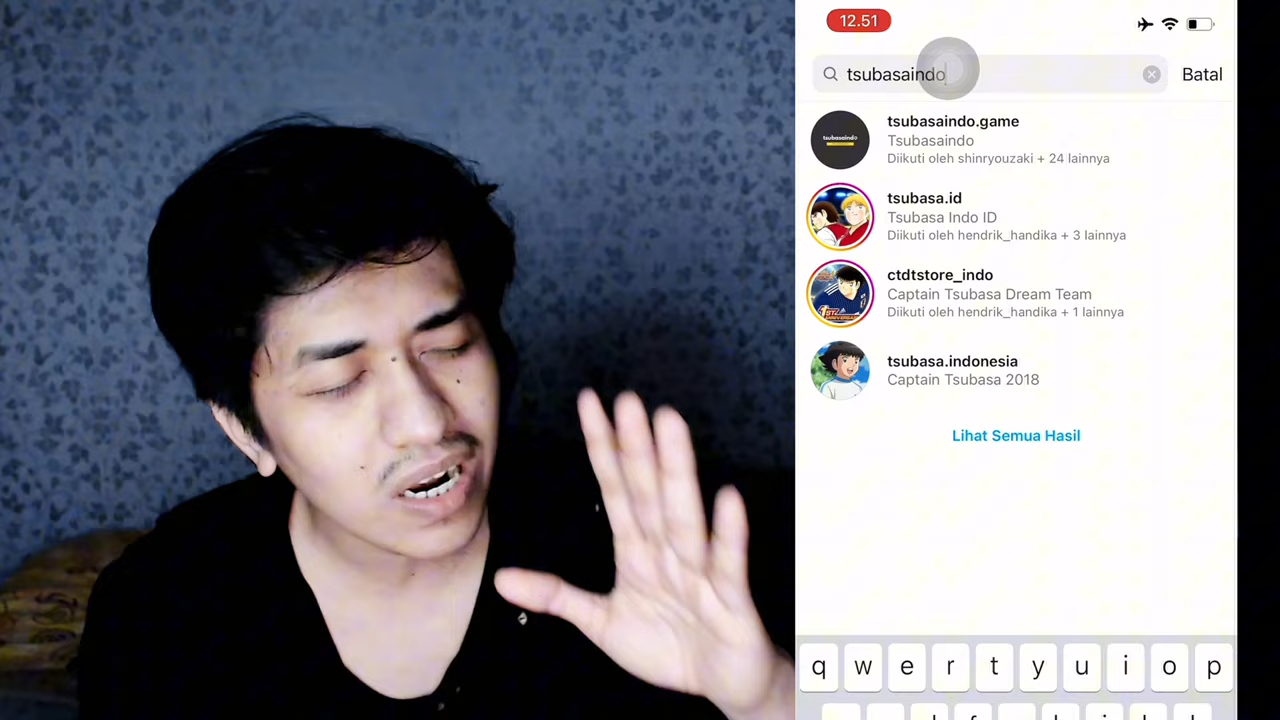 12.51
tsubasaindo
Batal
tsubasaindo
tsubasaindo.game
Tsubasaindo
Diikuti oleh shinryouzaki + 24 lainnya
tsubasa.id
Tsubasa Indo ID
Diikuti oleh hendrik_handika + 3 lainnya
ctdtstore_indo
Captain Tsubasa Dream Team
Diikuti oleh hendrik_handika + 1 lainnya
tsubasa.indonesia
Captain Tsubasa 2018
Lihat Semua Hasil
q w e r t y u i o p